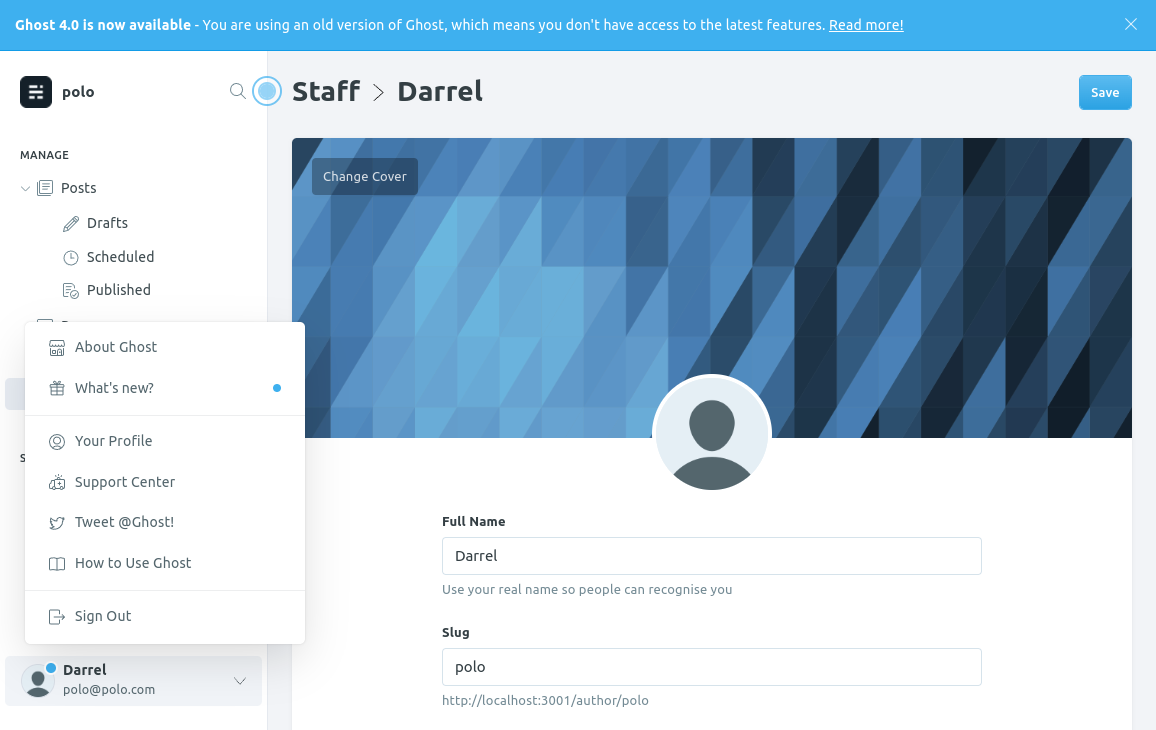 Ghost 4.0 is now available - You are using an old version of Ghost, which means you don't have access to the latest features. Read more!
polo
Staff > Darrel
Save
MANAGE
Posts
Drafts
Scheduled
Published
About Ghost
What's new?
Your Profile
Support Center
Tweet @Ghost!
How to Use Ghost
Sign Out
Darrel
polo@polo.com
Change Cover
Full Name
Darrel
Use your real name so people can recognise you
Slug
polo
http://localhost:3001/author/polo